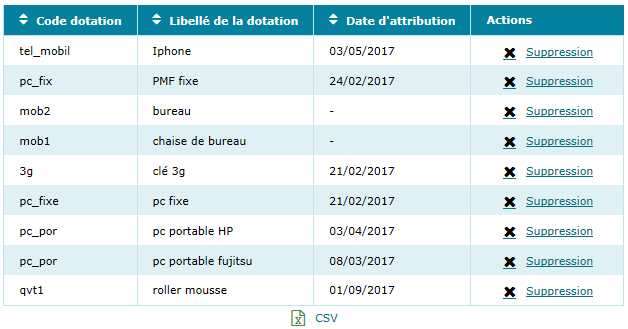 Code dotation Libellé de la dotation Date d'attribution Actions
tel_mobil Iphone 03/05/2017 Suppression
pc_fix PMF fixe 24/02/2017 Suppression
mob2 bureau - Suppression
mob1 chaise de bureau - Suppression
3g clé 3g 21/02/2017 Suppression
pc_fixe pc fixe 21/02/2017 Suppression
pc_por pc portable HP 03/04/2017 Suppression
pc_por pc portable fujitsu 08/03/2017 Suppression
qvt1 roller mousse 01/09/2017 Suppression
CSV